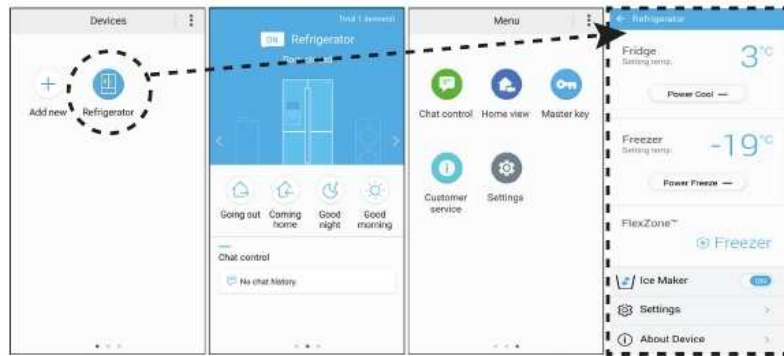 Devices
Add new
Refrigerator
ON Refrigerator
Going out
Coming home
Good night
Good morning
Chat control
No chat history.
Menu
Chat control
Home view
Master key
Customer service
Settings
Refrigerator
Fridge
Setting temp.
3°C
Power Cool
Freezer
Setting temp.
-19°C
Power Freeze
FlexZone™
Freezer
Ice Maker
ON
Settings
About Device